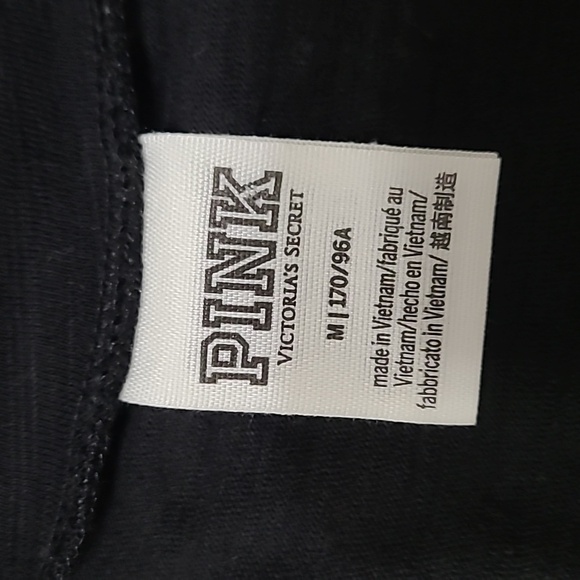 PINK
VICTORIA'S SECRET
M | 170/96A
made in Vietnam/fabriqué au
Vietnam/hecho en Vietnam/
fabbricato in Vietnam/ 越南制造